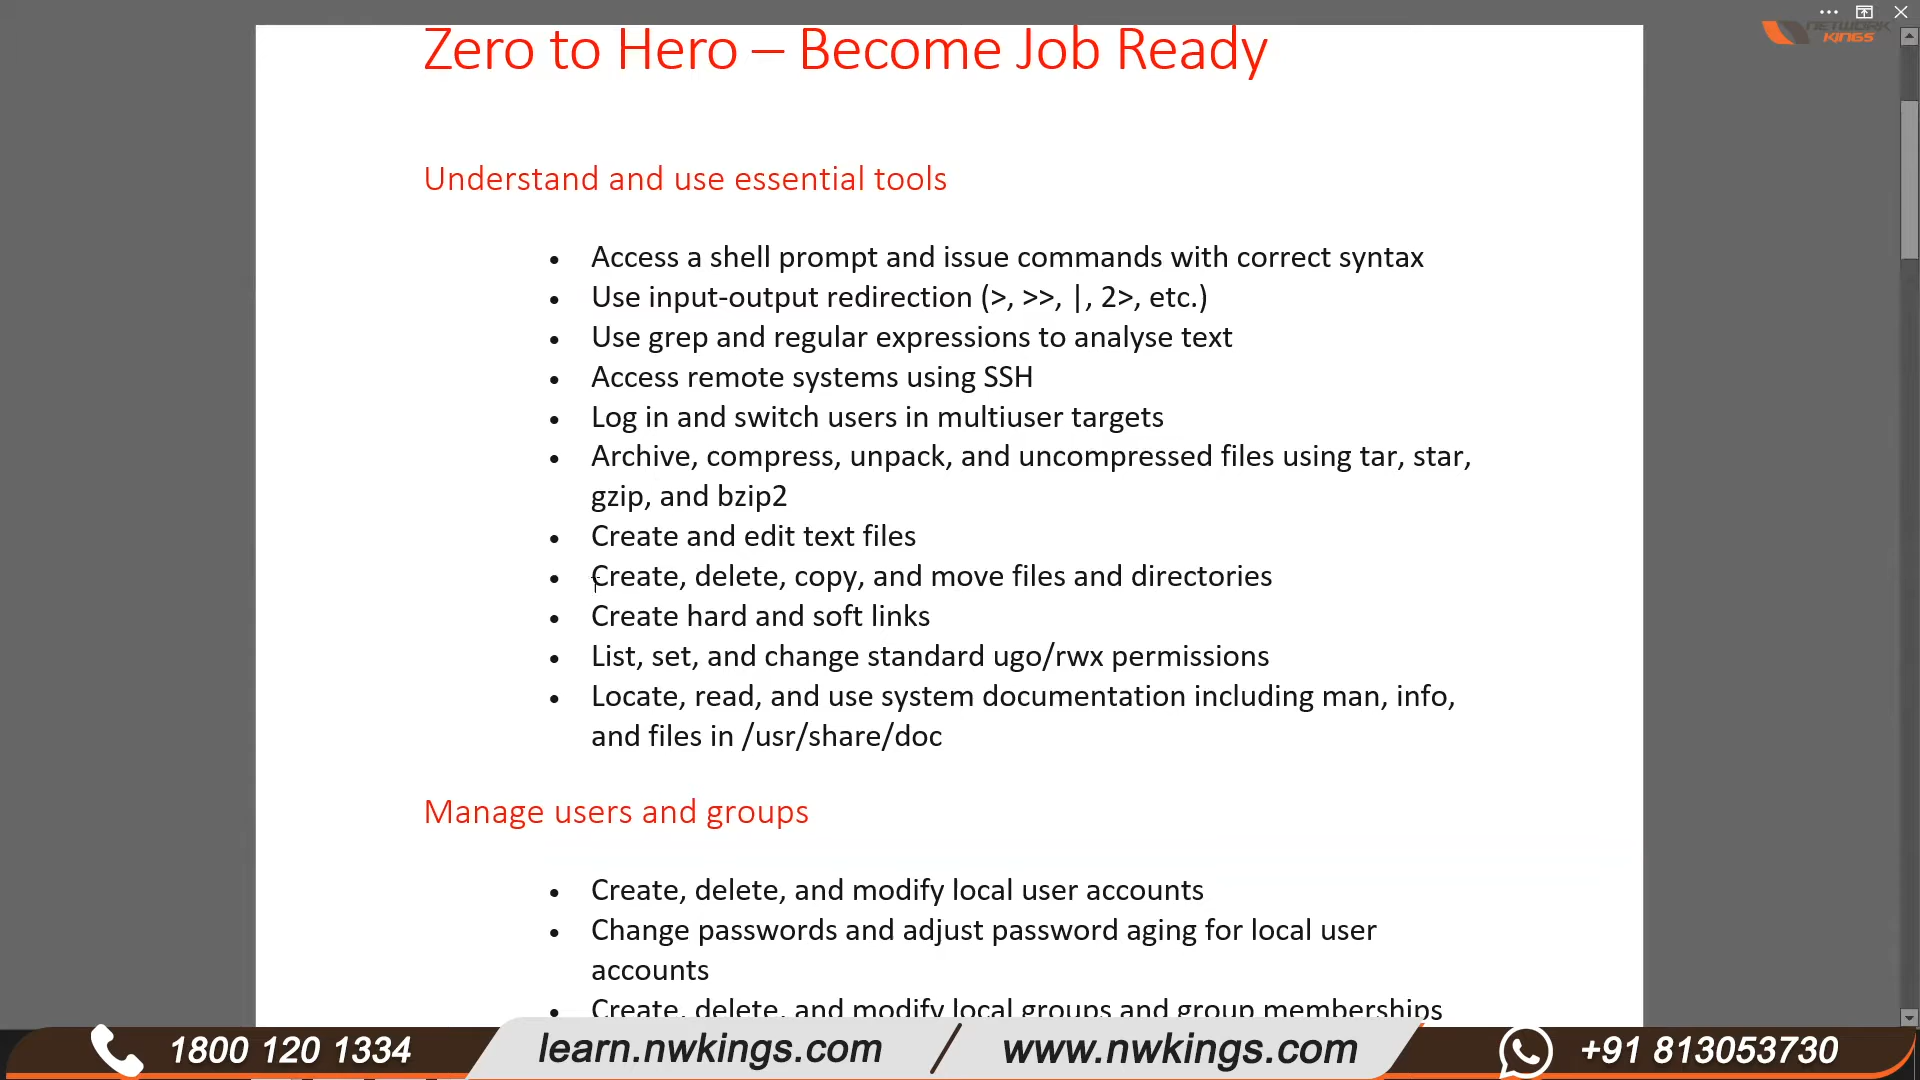 NETWORK
KINGS
Zero to Hero – Become Job Ready
Understand and use essential tools
• Access a shell prompt and issue commands with correct syntax
• Use input-output redirection (>, >>, |, 2>, etc.)
• Use grep and regular expressions to analyse text
• Access remote systems using SSH
• Log in and switch users in multiuser targets
• Archive, compress, unpack, and uncompressed files using tar, star,
gzip, and bzip2
• Create and edit text files
• Create, delete, copy, and move files and directories
• Create hard and soft links
• List, set, and change standard ugo/rwx permissions
• Locate, read, and use system documentation including man, info,
and files in /usr/share/doc
Manage users and groups
• Create, delete, and modify local user accounts
• Change passwords and adjust password aging for local user
accounts
• Create, delete, and modify local groups and group memberships
1800 120 1334 learn.nwkings.com / www.nwkings.com +91 813053730